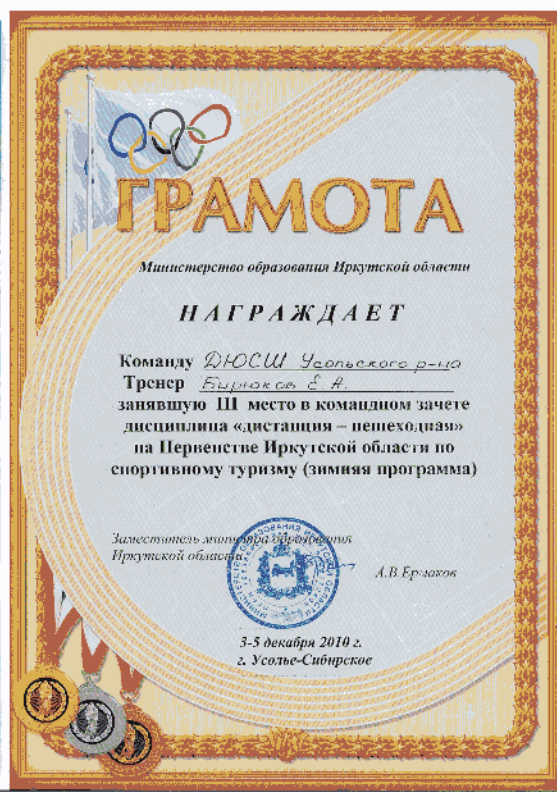 ГРАМОТА
Министерство образования Иркутской области
НАГРАЖДАЕТ
Команду ДЮСШ Усольского р-на
Тренер Бирюков Е.А.
занявшую III место в командном зачете
дисциплина «дистанция – пешеходная»
на Первенстве Иркутской области по
спортивному туризму (зимняя программа)
Заместитель министра образования
Иркутской области
А.В.Ермаков
3-5 декабря 2010 г.
г. Усолье-Сибирское